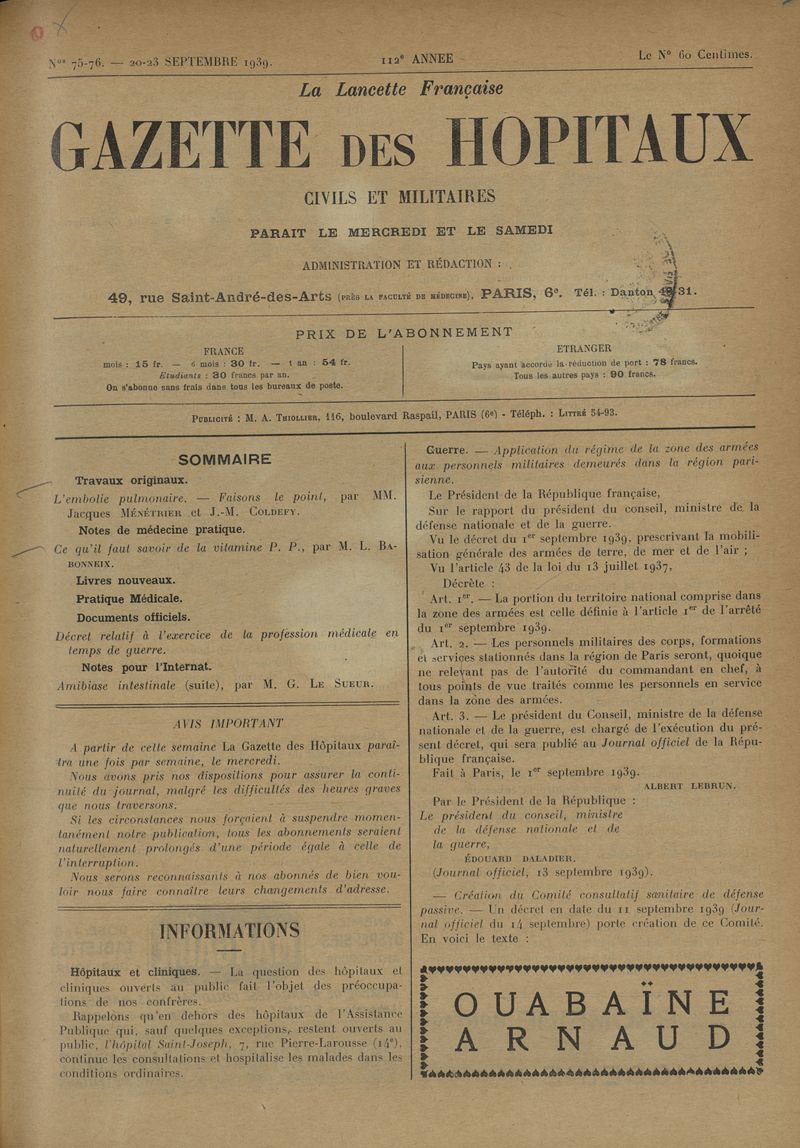 Nos 75-76. — 20-23 SEPTEMBRE 1939.
112e ANNEE
Le No 60 Centimes.
La Lancette Française
GAZETTE DES HOPITAUX
CIVILS ET MILITAIRES
PARAIT LE MERCREDI ET LE SAMEDI
ADMINISTRATION ET RÉDACTION :
49, rue Saint-André-des-Arts (PRÈS LA FACULTÉ DE MÉDECINE), PARIS, 6e. Tél. : Danton 31.
PRIX DE L'ABONNEMENT
FRANCE
mois : 15 fr. — 6 mois : 30 fr. — 1 an : 54 fr.
Etudiants : 30 francs par an.
On s'abonne sans frais dans tous les bureaux de poste.
ETRANGER
Pays ayant accordé la réduction de port : 78 francs.
Tous les autres pays : 90 francs.
PUBLICITÉ : M. A. THIOLLIER, 116, boulevard Raspail, PARIS (6e) - Téléph. : LITTRÉ 54-93.
SOMMAIRE
Travaux originaux.
L'embolie pulmonaire. — Faisons le point, par MM.
Jacques MÉNÉTRIER et J.-M. COLDEFY.
Notes de médecine pratique.
Ce qu'il faut savoir de la vitamine P. P., par M. L. BA-
BONNEIX.
Livres nouveaux.
Pratique Médicale.
Documents officiels.
Décret relatif à l'exercice de la profession médicale en
temps de guerre.
Notes pour l'Internat.
Amibiase intestinale (suite), par M. G. LE SUEUR.
AVIS IMPORTANT
A partir de cette semaine La Gazette des Hôpitaux paraî-
tra une fois par semaine, le mercredi.
Nous avons pris nos dispositions pour assurer la conti-
nuité du journal, malgré les difficultés des heures graves
que nous traversons.
Si les circonstances nous forçaient à suspendre momen-
tanément notre publication, tous les abonnements seraient
naturellement prolongés d'une période égale à celle de
l'interruption.
Nous serons reconnaissants à nos abonnés de bien vou-
loir nous faire connaître leurs changements d'adresse.
INFORMATIONS
Hôpitaux et cliniques. — La question des hôpitaux et
cliniques ouverts au public fait l'objet des préoccupa-
tions de nos confrères.
Rappelons qu'en dehors des hôpitaux de l'Assistance
Publique qui, sauf quelques exceptions, restent ouverts au
public, l'hôpital Saint-Joseph, 7, rue Pierre-Larousse (14e),
continue les consultations et hospitalise les malades dans les
conditions ordinaires.
Guerre. — Application du régime de la zone des armées
aux personnels militaires demeurés dans la région pari-
sienne.
Le Président de la République française,
Sur le rapport du président du conseil, ministre de la
défense nationale et de la guerre.
Vu le décret du 1er septembre 1939, prescrivant la mobili-
sation générale des armées de terre, de mer et de l'air ;
Vu l'article 43 de la loi du 13 juillet 1937,
Décrète :
Art. 1er. — La portion du territoire national comprise dans
la zone des armées est celle définie à l'article 1er de l'arrêté
du 1er septembre 1939.
Art. 2. — Les personnels militaires des corps, formations
et services stationnés dans la région de Paris seront, quoique
ne relevant pas de l'autorité du commandant en chef, à
tous points de vue traités comme les personnels en service
dans la zone des armées.
Art. 3. — Le président du Conseil, ministre de la défense
nationale et de la guerre, est chargé de l'exécution du pré-
sent décret, qui sera publié au Journal officiel de la Répu-
blique française.
Fait à Paris, le 1er septembre 1939.
ALBERT LEBRUN.
Par le Président de la République :
Le président du conseil, ministre
de la défense nationale et de
la guerre,
ÉDOUARD DALADIER.
(Journal officiel, 13 septembre 1939).
— Création du Comité consultatif sanitaire de défense
passive. — Un décret en date du 11 septembre 1939 (Jour-
nal officiel du 14 septembre) porte création de ce Comité.
En voici le texte :
OUABAÏNE
ARNAUD